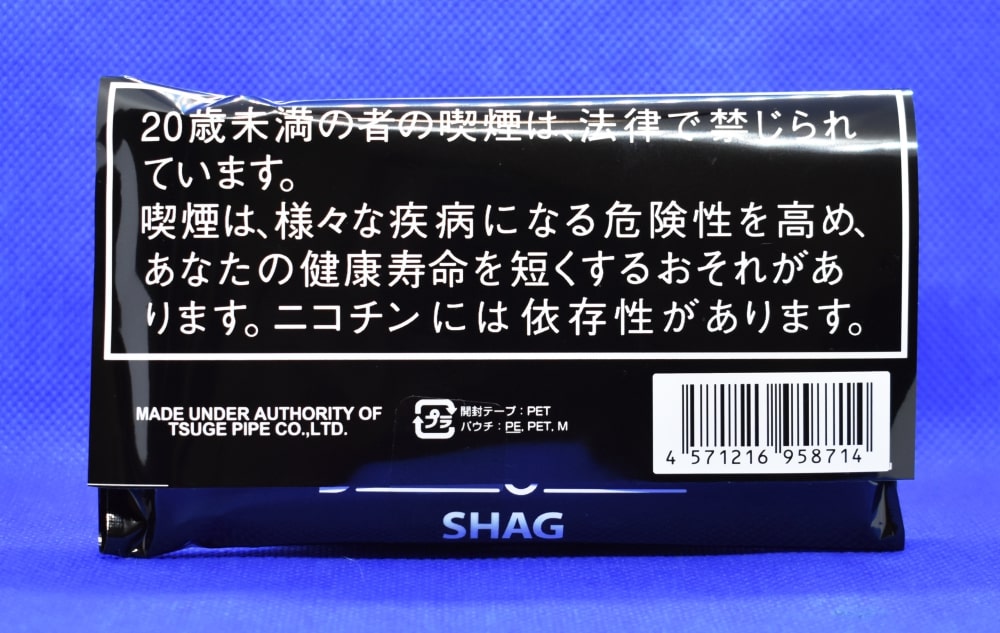 20歳未満の者の喫煙は、法律で禁じられ
ています。
喫煙は、様々な疾病になる危険性を高め、
あなたの健康寿命を短くするおそれがあ
ります。ニコチンには依存性があります。
MADE UNDER AUTHORITY OF
TSUGE PIPE CO.,LTD.
プラ
開封テープ：PET
パウチ：PE, PET, M
4 571216 958714
SHAG